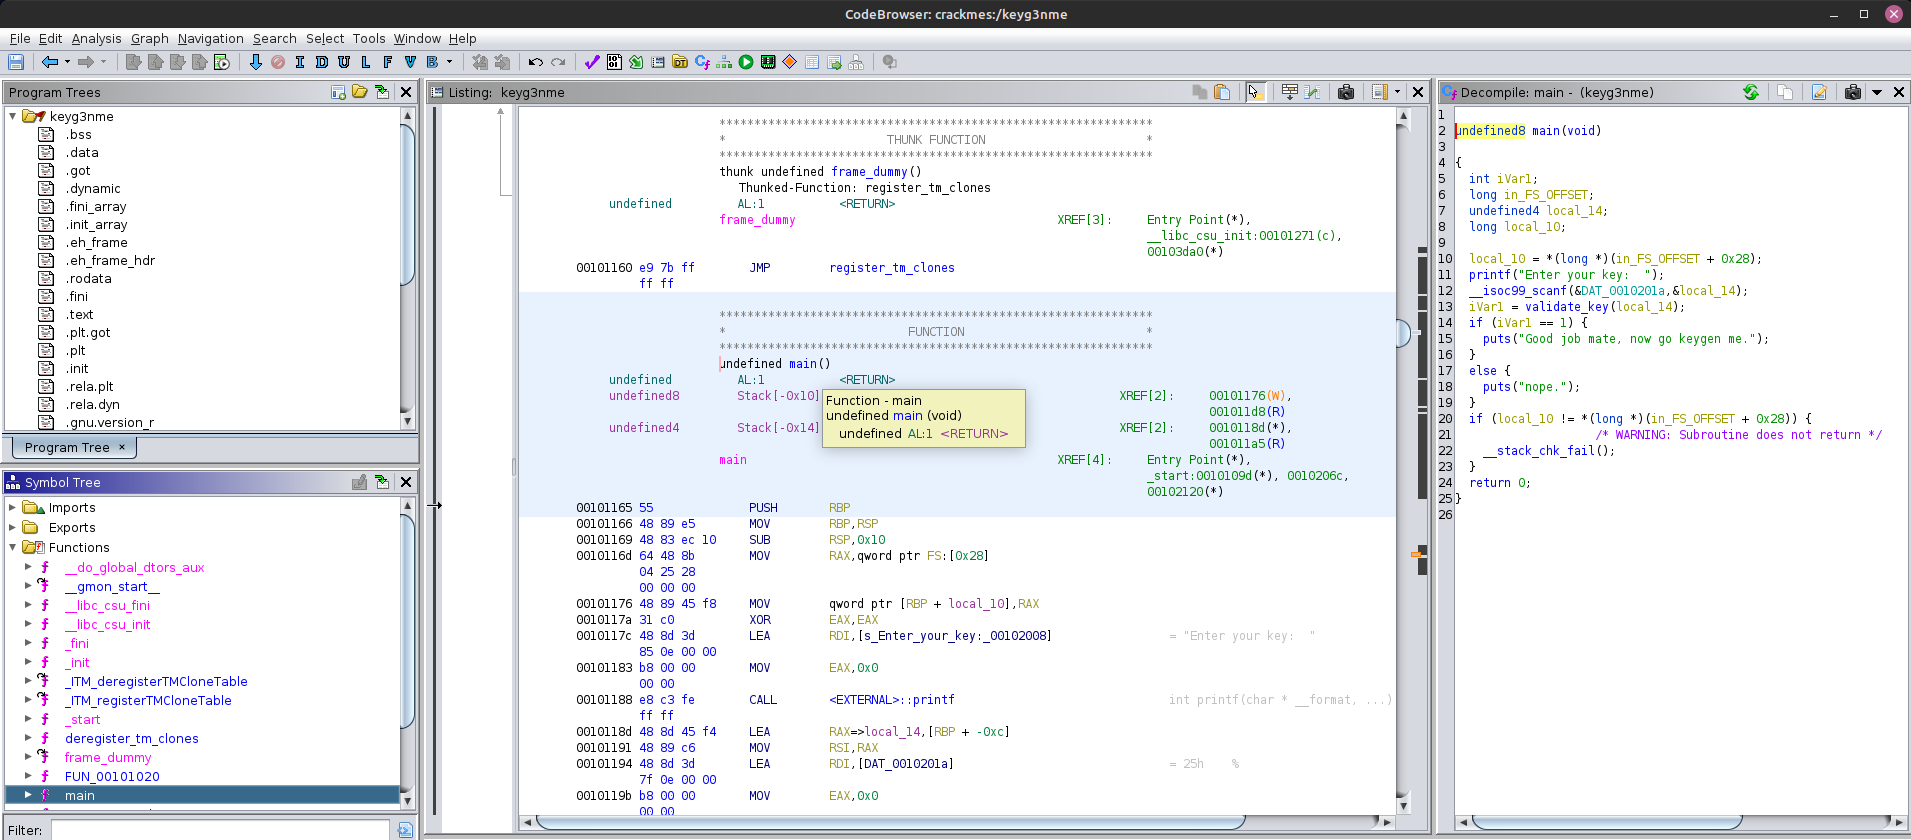 CodeBrowser: crackmes:/keyg3nme
File Edit Analysis Graph Navigation Search Select Tools Window Help
I D U L F V B
Program Trees
keyg3nme
.bss
.data
.got
.dynamic
.fini_array
.init_array
.eh_frame
.eh_frame_hdr
.rodata
.fini
.text
.plt.got
.plt
.init
.rela.plt
.rela.dyn
.gnu.version_r
Program Tree ×
Symbol Tree
Imports
Exports
Functions
f __do_global_dtors_aux
f __gmon_start__
f __libc_csu_fini
f __libc_csu_init
f _fini
f _init
f _ITM_deregisterTMCloneTable
f _ITM_registerTMCloneTable
f _start
f deregister_tm_clones
f frame_dummy
f FUN_00101020
f main
Filter:
Listing: keyg3nme
**************************************************************
* THUNK FUNCTION *
**************************************************************
thunk undefined frame_dummy()
Thunked-Function: register_tm_clones
undefined AL:1 <RETURN>
frame_dummy XREF[3]: Entry Point(*),
__libc_csu_init:00101271(c),
00103da0(*)
00101160 e9 7b ff JMP register_tm_clones
ff ff
**************************************************************
* FUNCTION *
**************************************************************
undefined main()
undefined AL:1 <RETURN>
undefined8 Stack[-0x10] XREF[2]: 00101176(W),
001011d8(R)
undefined4 Stack[-0x14] XREF[2]: 0010118d(*),
001011a5(R)
main XREF[4]: Entry Point(*),
_start:0010109d(*), 0010206c,
00102120(*)
Function - main
undefined main (void)
undefined AL:1 <RETURN>
00101165 55 PUSH RBP
00101166 48 89 e5 MOV RBP,RSP
00101169 48 83 ec 10 SUB RSP,0x10
0010116d 64 48 8b MOV RAX,qword ptr FS:[0x28]
04 25 28
00 00 00
00101176 48 89 45 f8 MOV qword ptr [RBP + local_10],RAX
0010117a 31 c0 XOR EAX,EAX
0010117c 48 8d 3d LEA RDI,[s_Enter_your_key:_00102008] = "Enter your key:  "
85 0e 00 00
00101183 b8 00 00 MOV EAX,0x0
00 00
00101188 e8 c3 fe CALL <EXTERNAL>::printf int printf(char * __format, ...)
ff ff
0010118d 48 8d 45 f4 LEA RAX=>local_14,[RBP + -0xc]
00101191 48 89 c6 MOV RSI,RAX
00101194 48 8d 3d LEA RDI,[DAT_0010201a] = 25h %
7f 0e 00 00
0010119b b8 00 00 MOV EAX,0x0
00 00
Decompile: main - (keyg3nme)
1
2 undefined8 main(void)
3
4 {
5 int iVar1;
6 long in_FS_OFFSET;
7 undefined4 local_14;
8 long local_10;
9
10 local_10 = *(long *)(in_FS_OFFSET + 0x28);
11 printf("Enter your key:  ");
12 __isoc99_scanf(&DAT_0010201a,&local_14);
13 iVar1 = validate_key(local_14);
14 if (iVar1 == 1) {
15 puts("Good job mate, now go keygen me.");
16 }
17 else {
18 puts("nope.");
19 }
20 if (local_10 != *(long *)(in_FS_OFFSET + 0x28)) {
21 /* WARNING: Subroutine does not return */
22 __stack_chk_fail();
23 }
24 return 0;
25 }
26